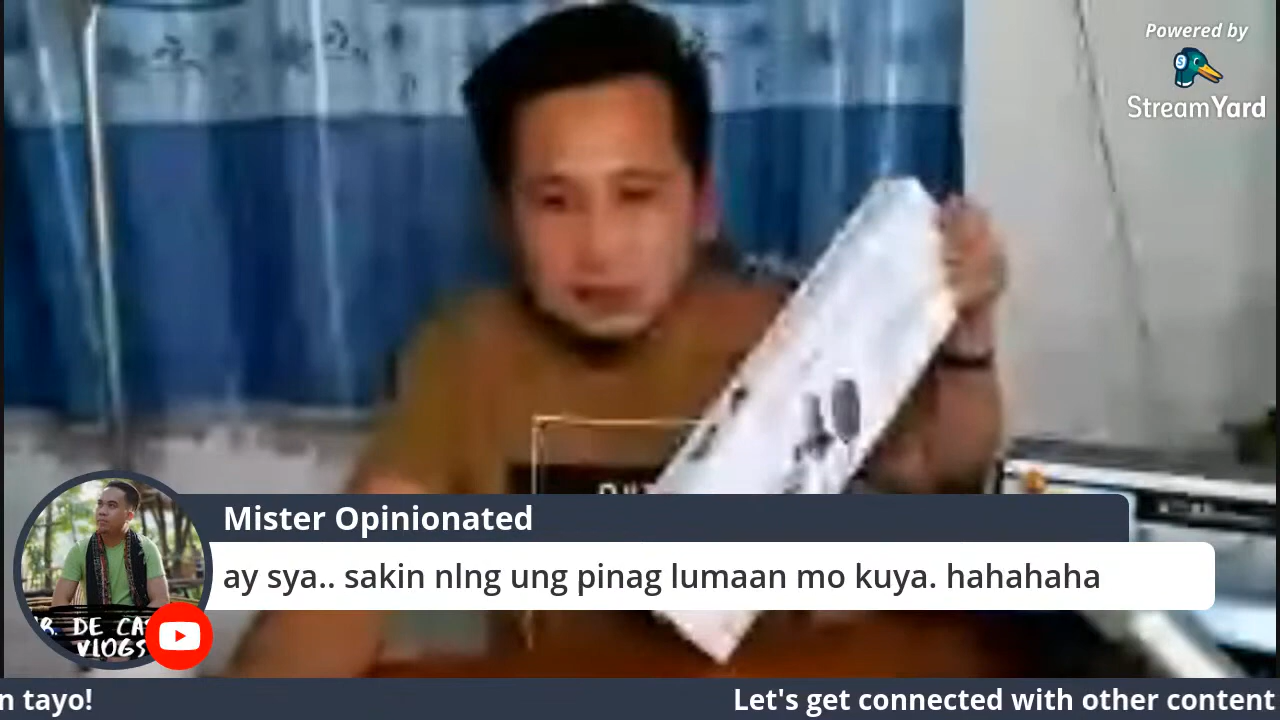 Powered by
StreamYard
Mister Opinionated
ay sya.. sakin nlng ung pinag lumaan mo kuya. hahahaha
VLOGS
n tayo!
Let's get connected with other content